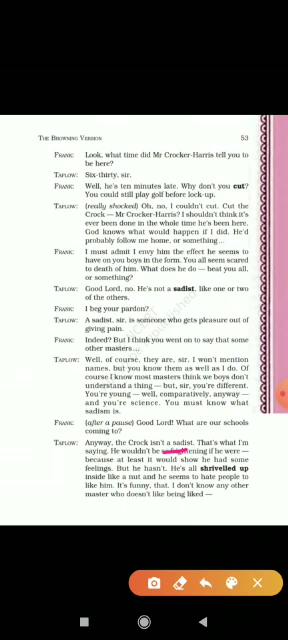 THE BROWNING VERSION 53
FRANK: Look, what time did Mr Crocker-Harris tell you to
be here?
TAPLOW: Six-thirty, sir.
FRANK: Well, he's ten minutes late. Why don't you cut?
You could still play golf before lock-up.
TAPLOW: (really shocked) Oh, no, I couldn't cut. Cut the
Crock — Mr Crocker-Harris? I shouldn't think it's
ever been done in the whole time he's been here.
God knows what would happen if I did. He'd
probably follow me home, or something...
FRANK: I must admit I envy him the effect he seems to
have on you boys in the form. You all seem scared
to death of him. What does he do — beat you all,
or something?
TAPLOW: Good Lord, no. He's not a sadist, like one or two
of the others.
FRANK: I beg your pardon?
TAPLOW: A sadist, sir, is someone who gets pleasure out of
giving pain.
FRANK: Indeed? But I think you went on to say that some
other masters...
TAPLOW: Well, of course, they are, sir. I won't mention
names, but you know them as well as I do. Of
course I know most masters think we boys don't
understand a thing — but, sir, you're different.
You're young — well, comparatively, anyway —
and you're science. You must know what
sadism is.
FRANK: (after a pause) Good Lord! What are our schools
coming to?
TAPLOW: Anyway, the Crock isn't a sadist. That's what I'm
saying. He wouldn't be if he were —
because at least it would show he had some
feelings. But he hasn't. He's all shrivelled up
inside like a nut and he seems to hate people to
like him. It's funny, that. I don't know any other
master who doesn't like being liked —